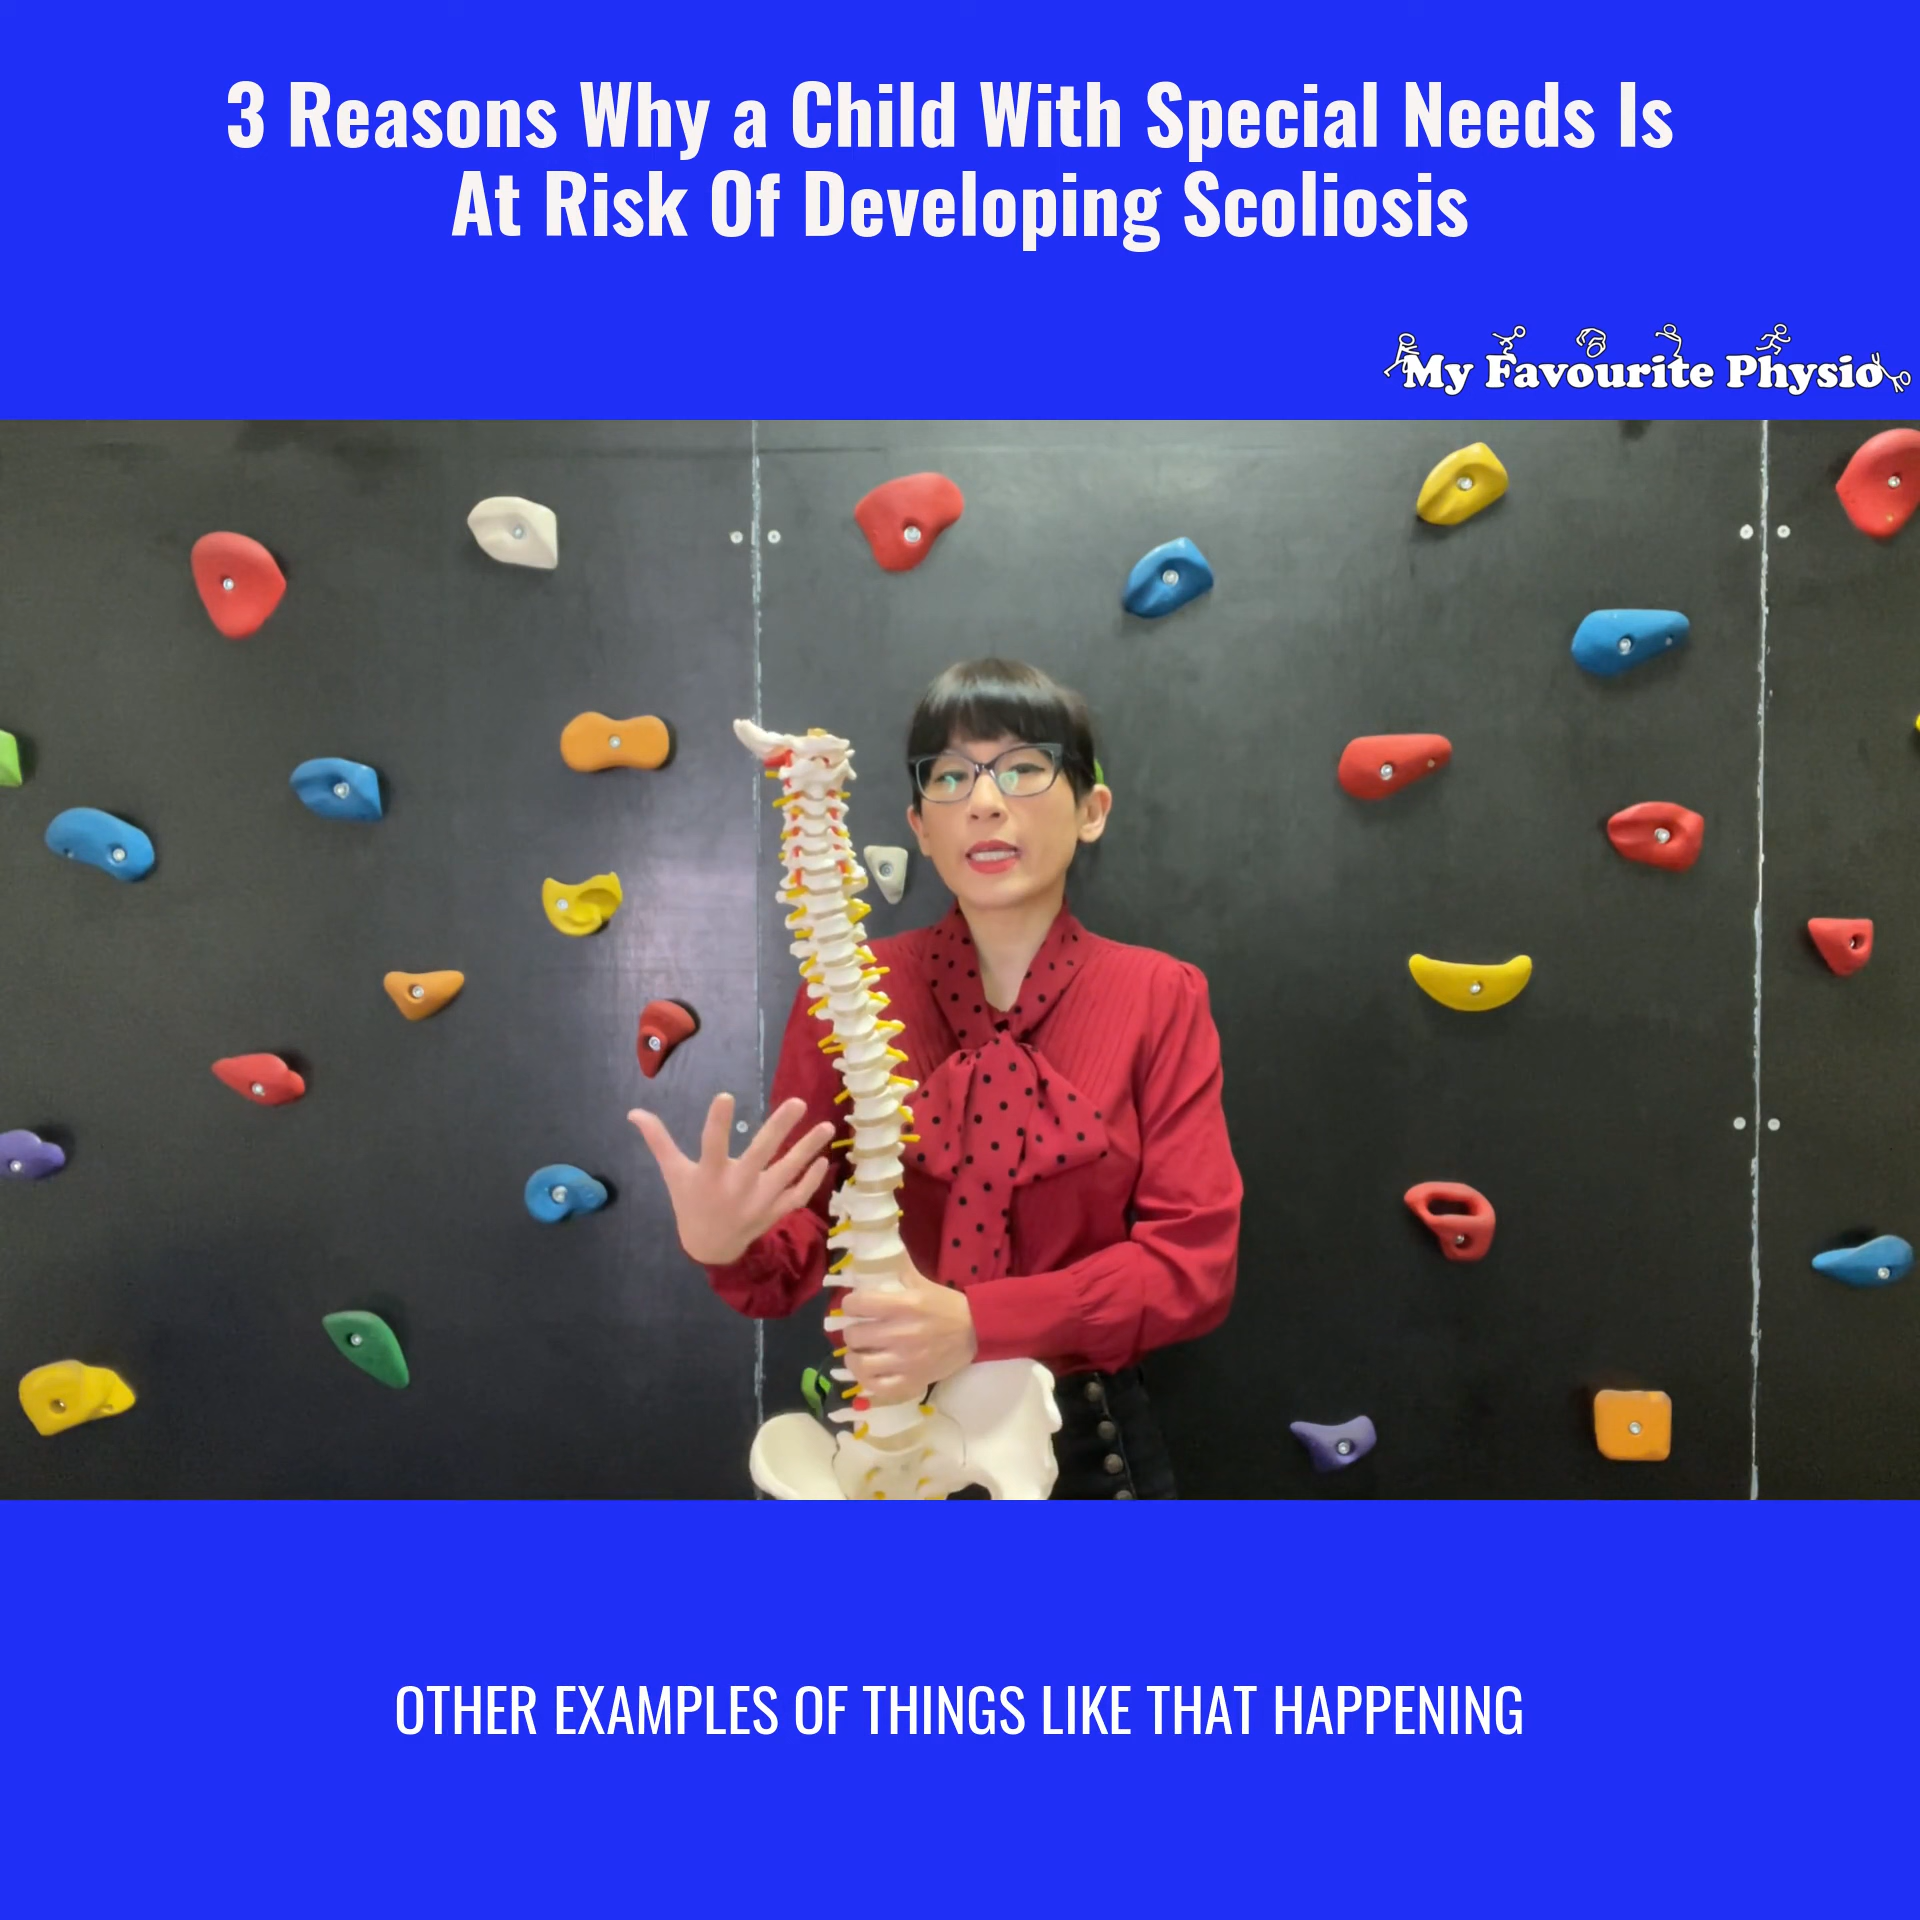 3 Reasons Why a Child With Special Needs Is
At Risk Of Developing Scoliosis
My Favourite Physio
OTHER EXAMPLES OF THINGS LIKE THAT HAPPENING